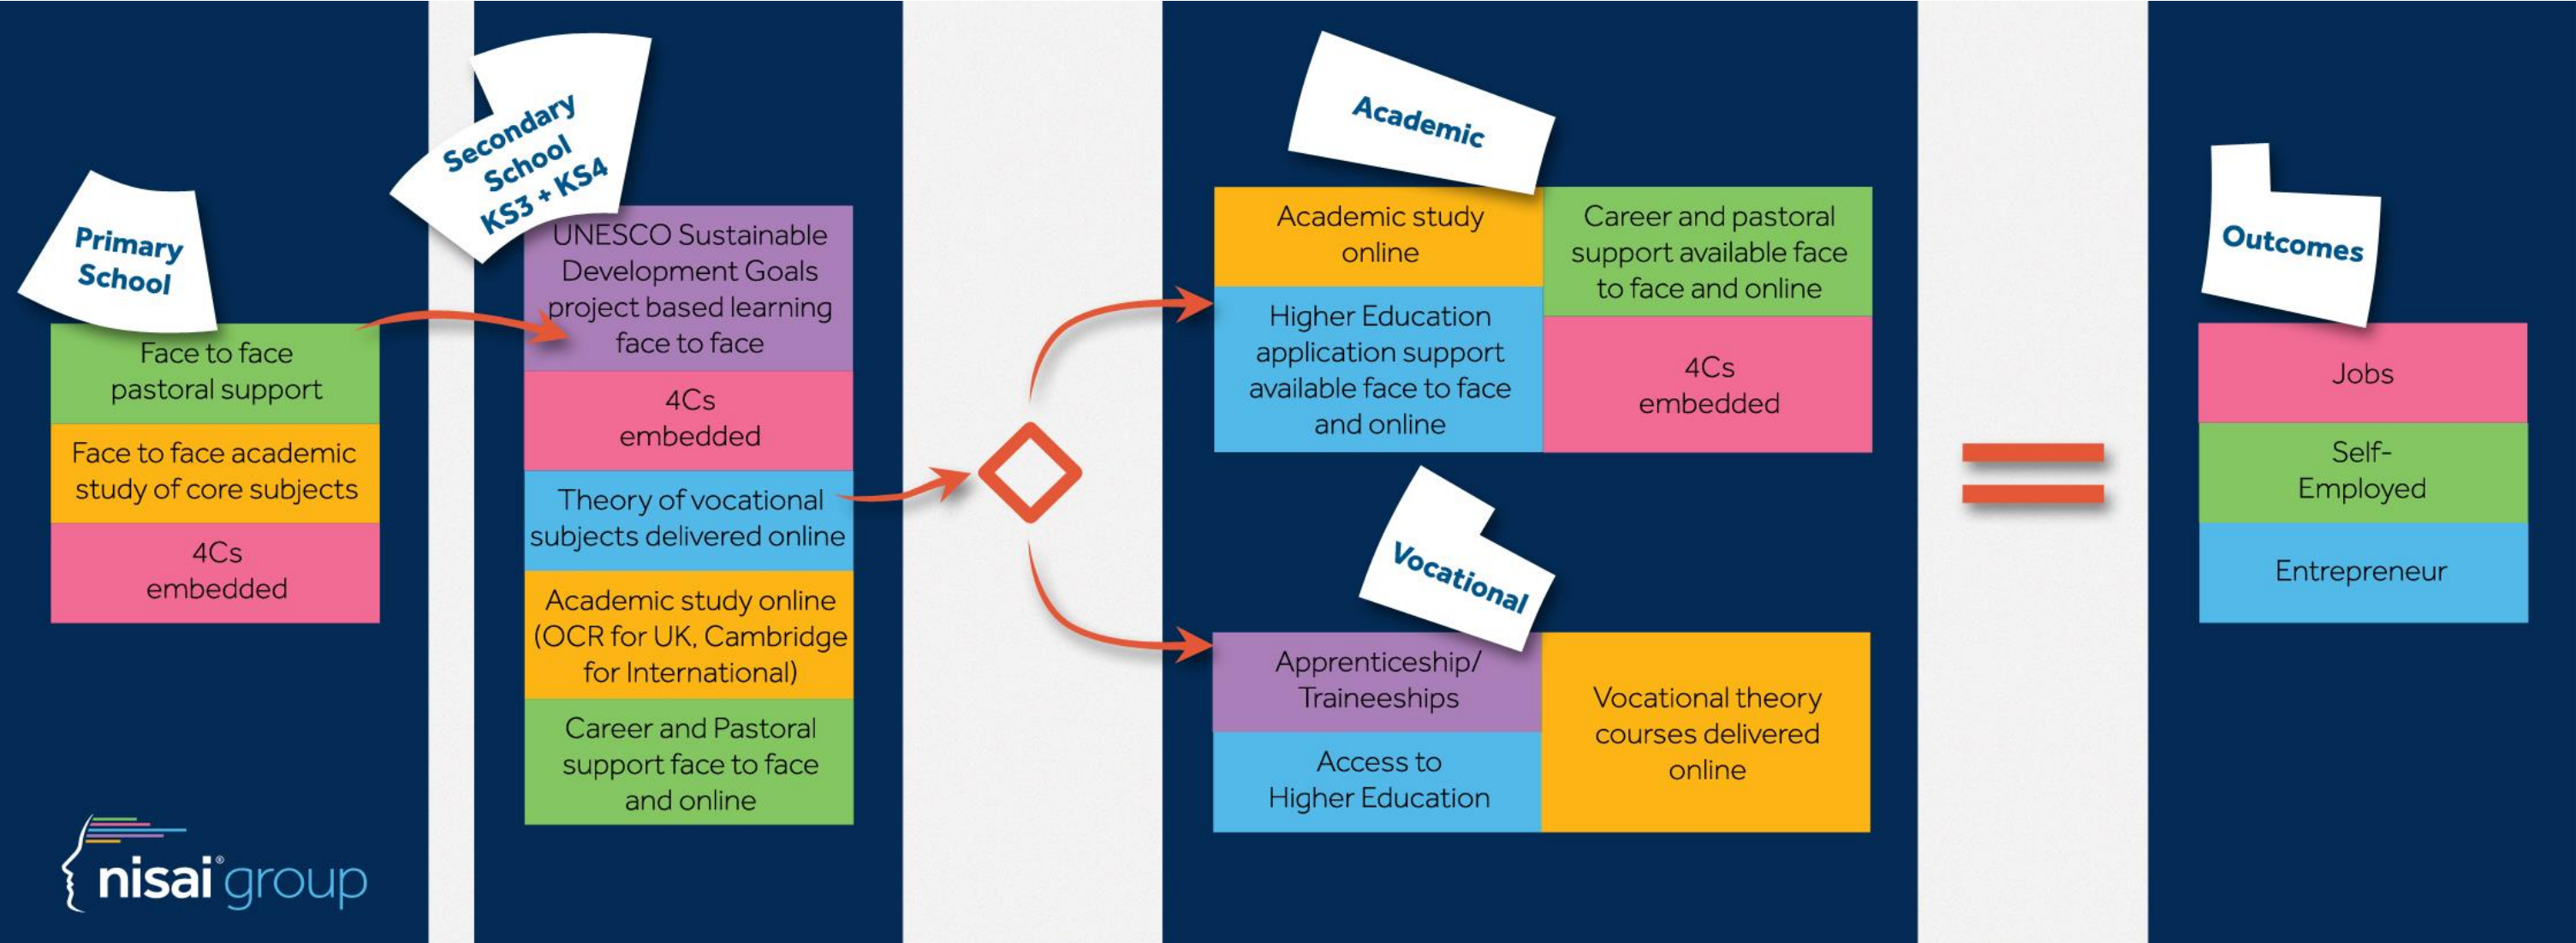 Primary
School
Face to face
pastoral support
Face to face academic
study of core subjects
4Cs
embedded
nisai® group
Secondary
School
KS3 + KS4
UNESCO Sustainable
Development Goals
project based learning
face to face
4Cs
embedded
Theory of vocational
subjects delivered online
Academic study online
(OCR for UK, Cambridge
for International)
Career and Pastoral
support face to face
and online
Academic
Academic study
online
Higher Education
application support
available face to face
and online
Career and pastoral
support available face
to face and online
4Cs
embedded
Vocational
Apprenticeship/
Traineeships
Access to
Higher Education
Vocational theory
courses delivered
online
Outcomes
Jobs
Self-
Employed
Entrepreneur